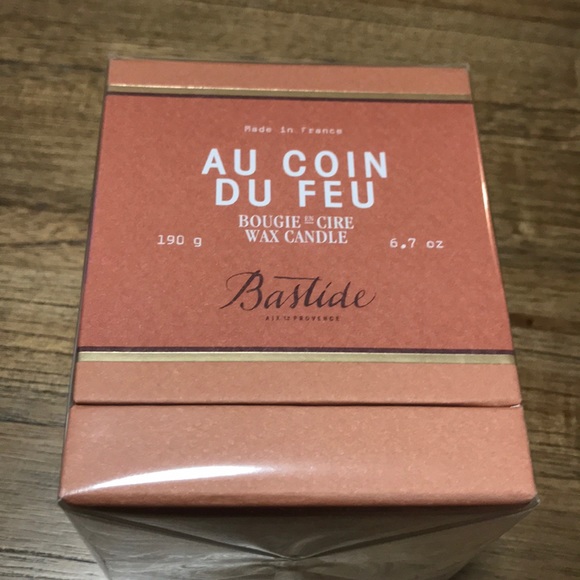 Made in France
AU COIN
DU FEU
BOUGIE EN CIRE
WAX CANDLE
190 g
6,7 oz
Bastide
AIX EN PROVENCE